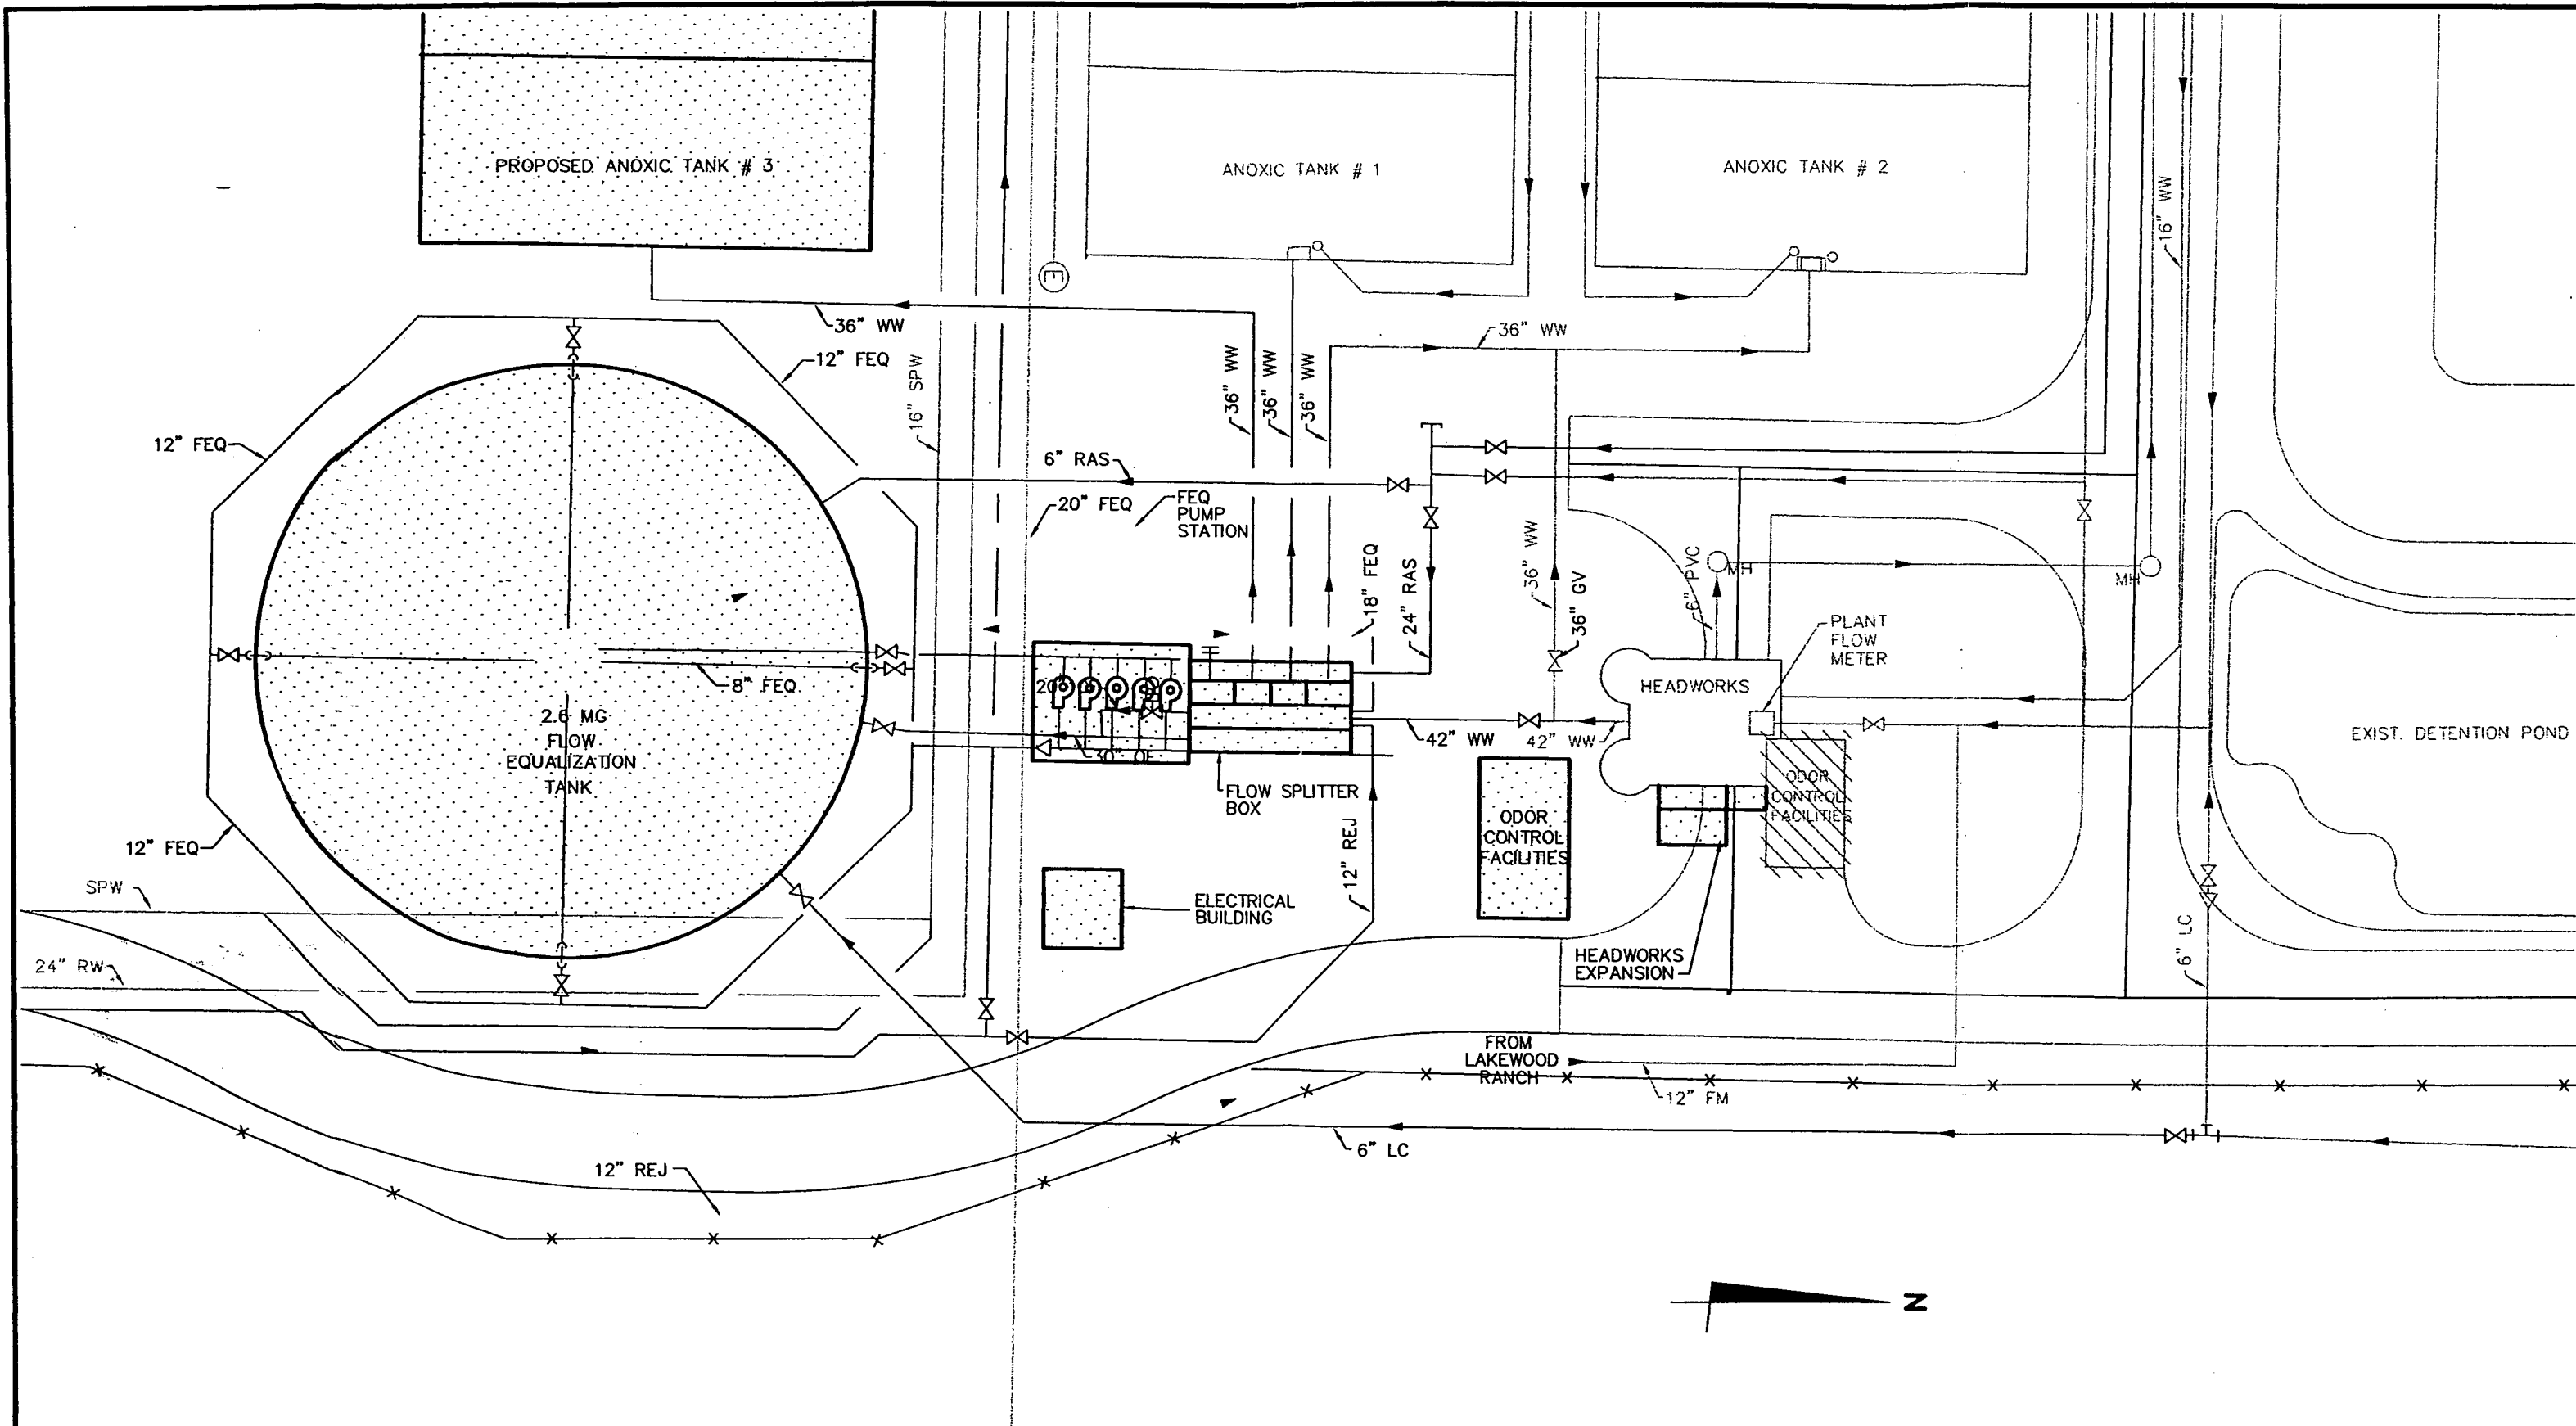 PROPOSED ANOXIC TANK # 3
ANOXIC TANK # 1
ANOXIC TANK # 2
16" WW
E
36" WW
12" FEQ
16" SPW
36" WW
36" WW
36" WW
36" WW
12" FEQ
6" RAS
20" FEQ
FEQ
PUMP
STATION
18" FEQ
24" RAS
36" WW
36" GV
6" PVC
MH
MH
PLANT
FLOW
METER
HEADWORKS
8" FEQ
2.6 MG
FLOW
EQUALIZATION
TANK
20"
30" OF
42" WW
42" WW
EXIST. DETENTION POND
FLOW SPLITTER
BOX
ODOR
CONTROL
FACILITIES
ODOR
CONTROL
FACILITIES
12" FEQ
12" REJ
SPW
ELECTRICAL
BUILDING
24" RW
HEADWORKS
EXPANSION
6" LC
FROM
LAKEWOOD
RANCH
12" FM
6" LC
12" REJ
N